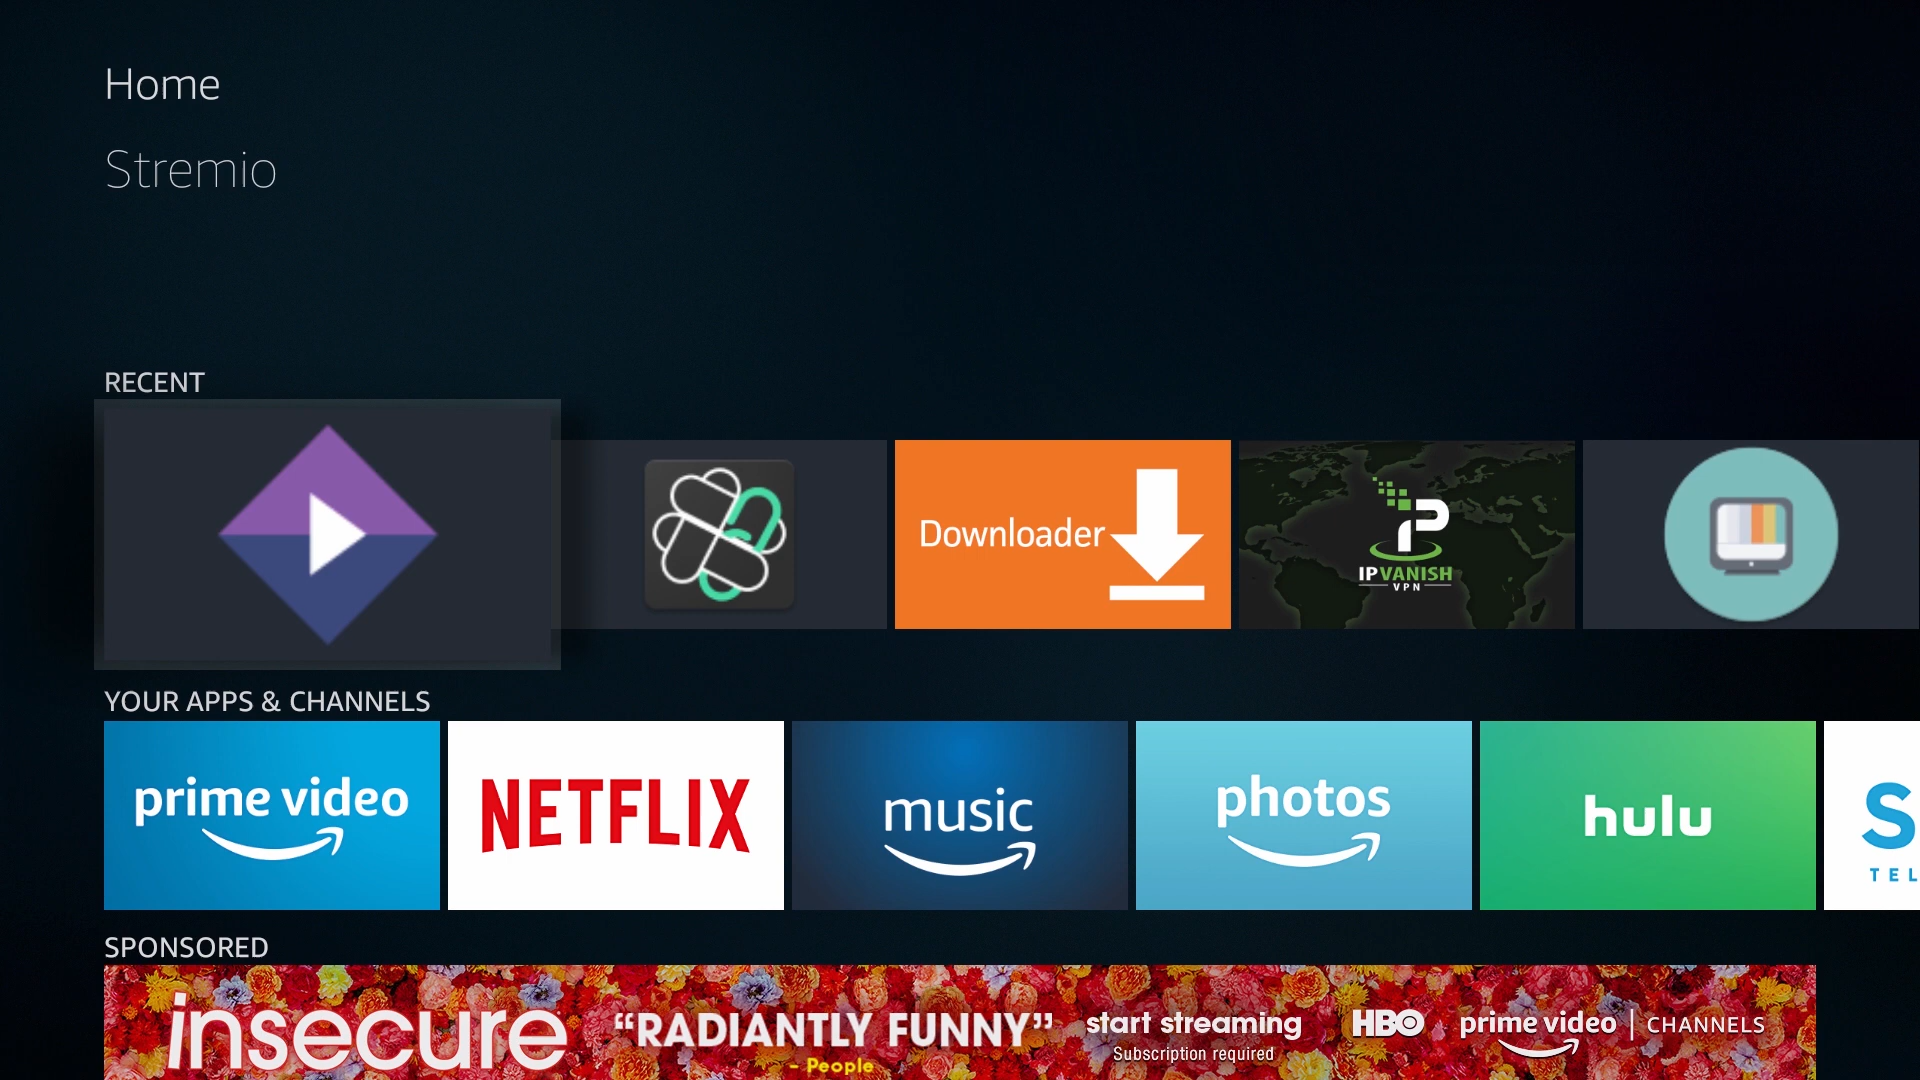 Home
Stremio
RECENT
Downloader
IPVANISH
VPN
YOUR APPS & CHANNELS
prime video
NETFLIX
music
photos
hulu
S
TEL
SPONSORED
insecure
“RADIANTLY FUNNY”
- People
start streaming
Subscription required
HBO
prime video | CHANNELS